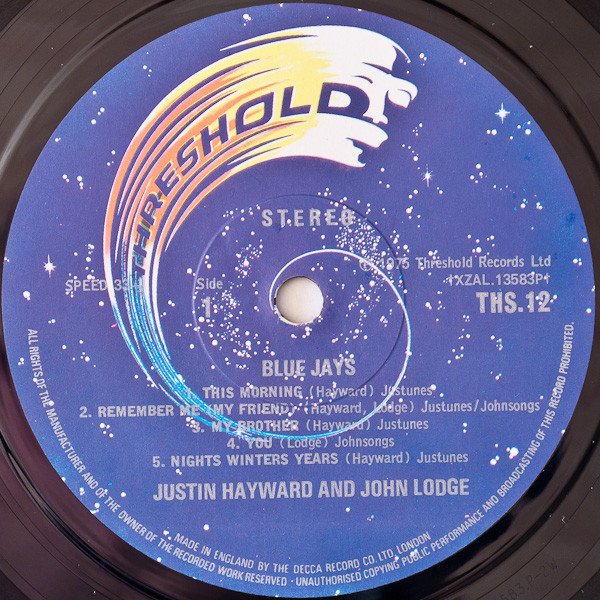 THRESHOLD
STEREO
℗ 1975 Threshold Records Ltd
SPEED 33
Side
1XZAL.13583P1
1
THS.12
BLUE JAYS
THIS MORNING (Hayward) Justunes
2. REMEMBER ME (MY FRIEND) (Hayward, Lodge) Justunes/Johnsongs
3. MY BROTHER (Hayward) Justunes
4. YOU (Lodge) Johnsongs
5. NIGHTS WINTERS YEARS (Hayward) Justunes
JUSTIN HAYWARD AND JOHN LODGE
ALL RIGHTS OF THE MANUFACTURER AND OF THE OWNER OF THE RECORDED WORK RESERVED · UNAUTHORISED COPYING PUBLIC PERFORMANCE AND BROADCASTING OF THIS RECORD PROHIBITED.
MADE IN ENGLAND BY THE DECCA RECORD CO. LTD. LONDON